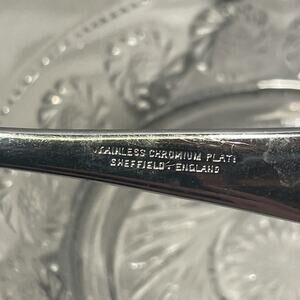 STAINLESS CHROMIUM PLATE
SHEFFIELD ENGLAND